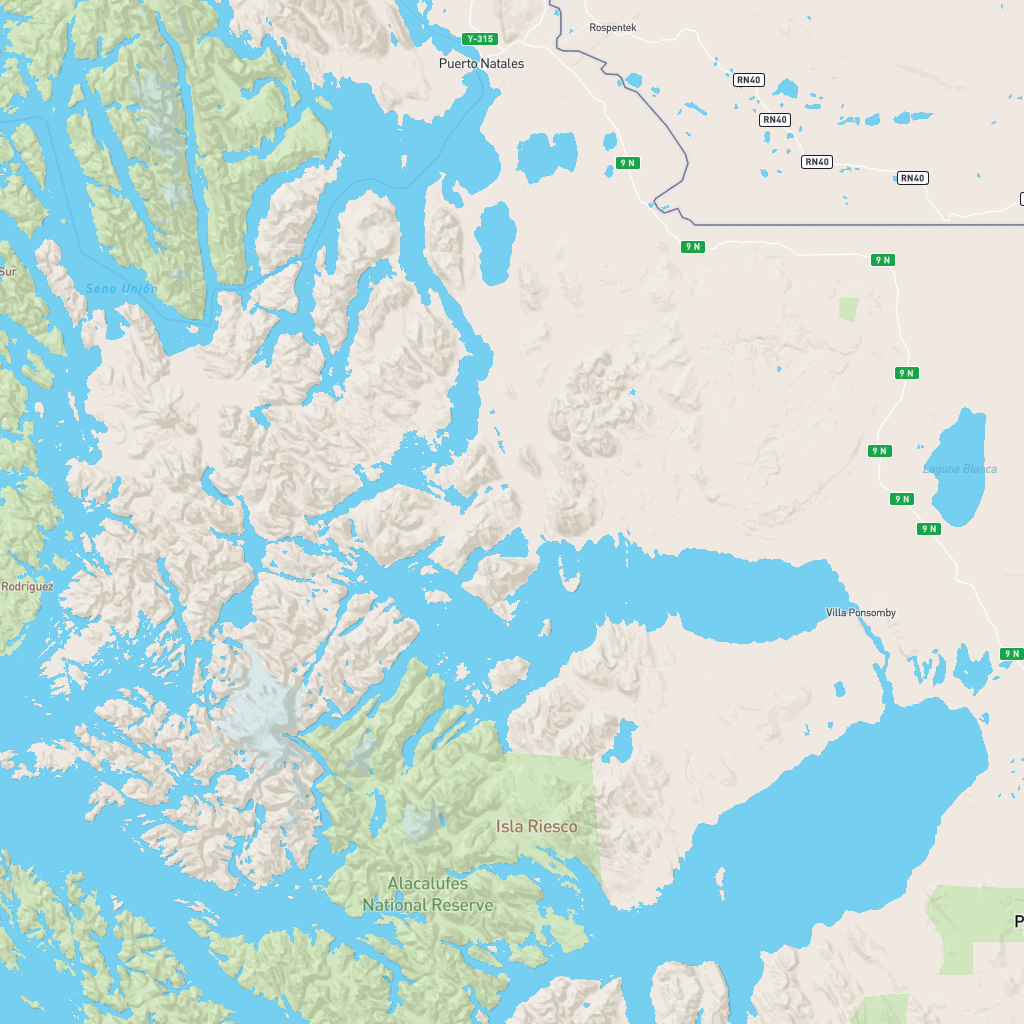 Rospentek
Y-315
Puerto Natales
RN40
RN40
9 N
RN40
RN40
9 N
9 N
Sur
Seno Unión
9 N
9 N
Laguna Blanca
9 N
9 N
Rodriguez
Villa Ponsomby
9 N
Isla Riesco
Alacalufes
National Reserve
P